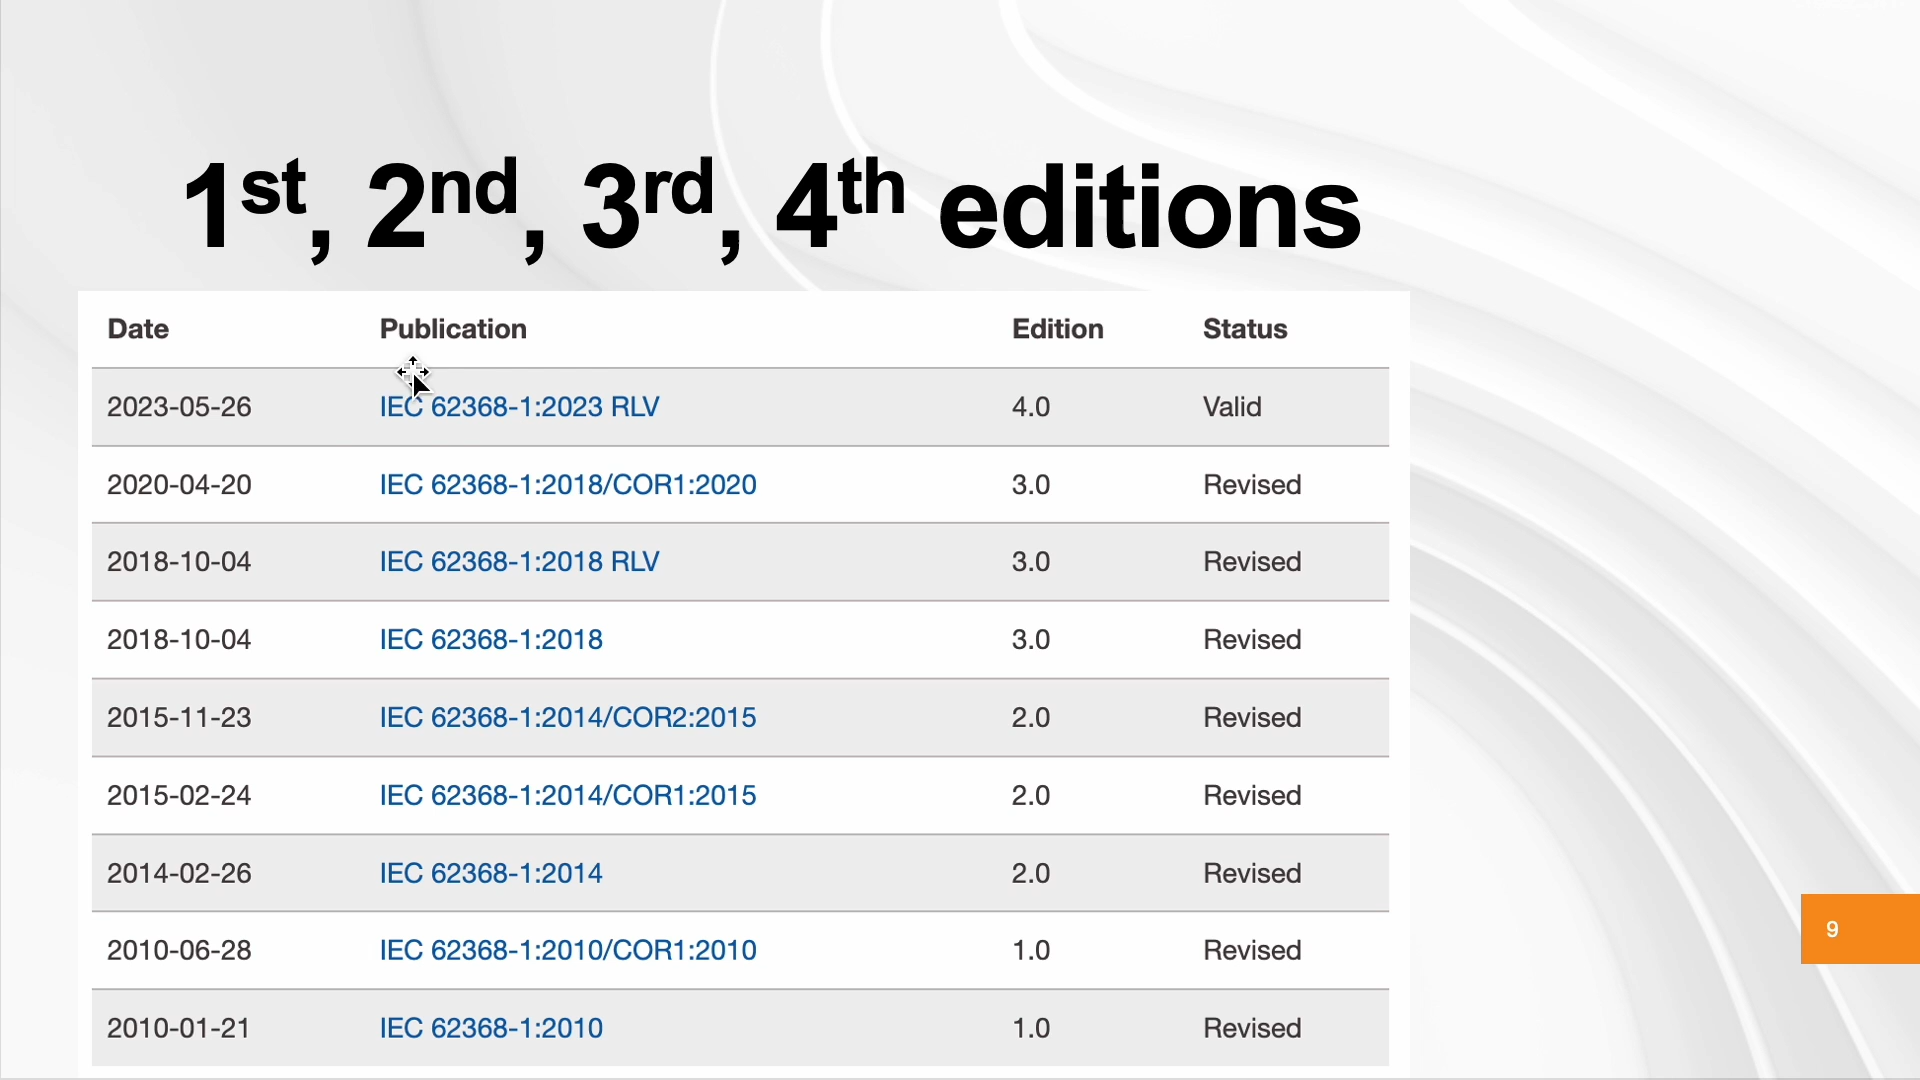 1st, 2nd, 3rd, 4th editions
Date Publication Edition Status
2023-05-26 IEC 62368-1:2023 RLV 4.0 Valid
2020-04-20 IEC 62368-1:2018/COR1:2020 3.0 Revised
2018-10-04 IEC 62368-1:2018 RLV 3.0 Revised
2018-10-04 IEC 62368-1:2018 3.0 Revised
2015-11-23 IEC 62368-1:2014/COR2:2015 2.0 Revised
2015-02-24 IEC 62368-1:2014/COR1:2015 2.0 Revised
2014-02-26 IEC 62368-1:2014 2.0 Revised
2010-06-28 IEC 62368-1:2010/COR1:2010 1.0 Revised
2010-01-21 IEC 62368-1:2010 1.0 Revised
9